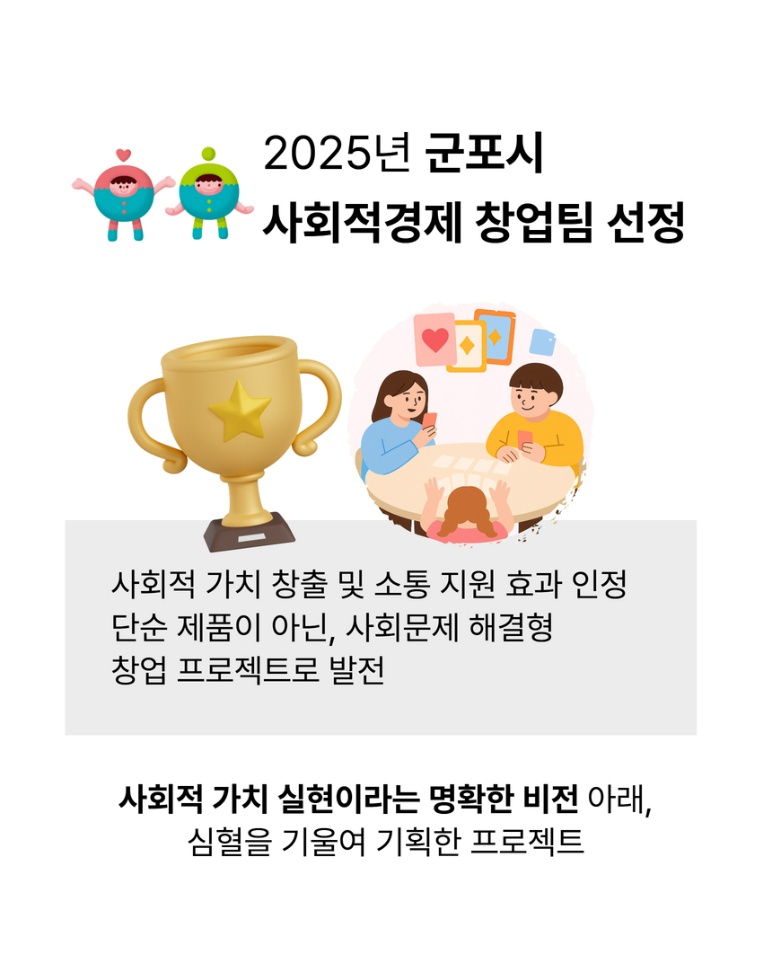 2025년 군포시
사회적경제 창업팀 선정
사회적 가치 창출 및 소통 지원 효과 인정
단순 제품이 아닌, 사회문제 해결형
창업 프로젝트로 발전
사회적 가치 실현이라는 명확한 비전 아래,
심혈을 기울여 기획한 프로젝트